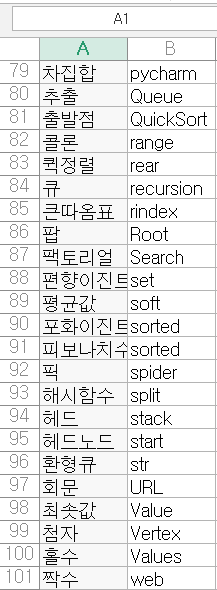 A1
A B
79 차집합 pycharm
80 추출 Queue
81 출발점 QuickSort
82 콜론 range
83 퀵정렬 rear
84 큐 recursion
85 큰따옴표 rindex
86 팝 Root
87 팩토리얼 Search
88 편향이진트 set
89 평균값 soft
90 포화이진트 sorted
91 피보나치수 sorted
92 픽 spider
93 해시함수 split
94 헤드 stack
95 헤드노드 start
96 환형큐 str
97 회문 URL
98 최솟값 Value
99 첨자 Vertex
100 홀수 Values
101 짝수 web